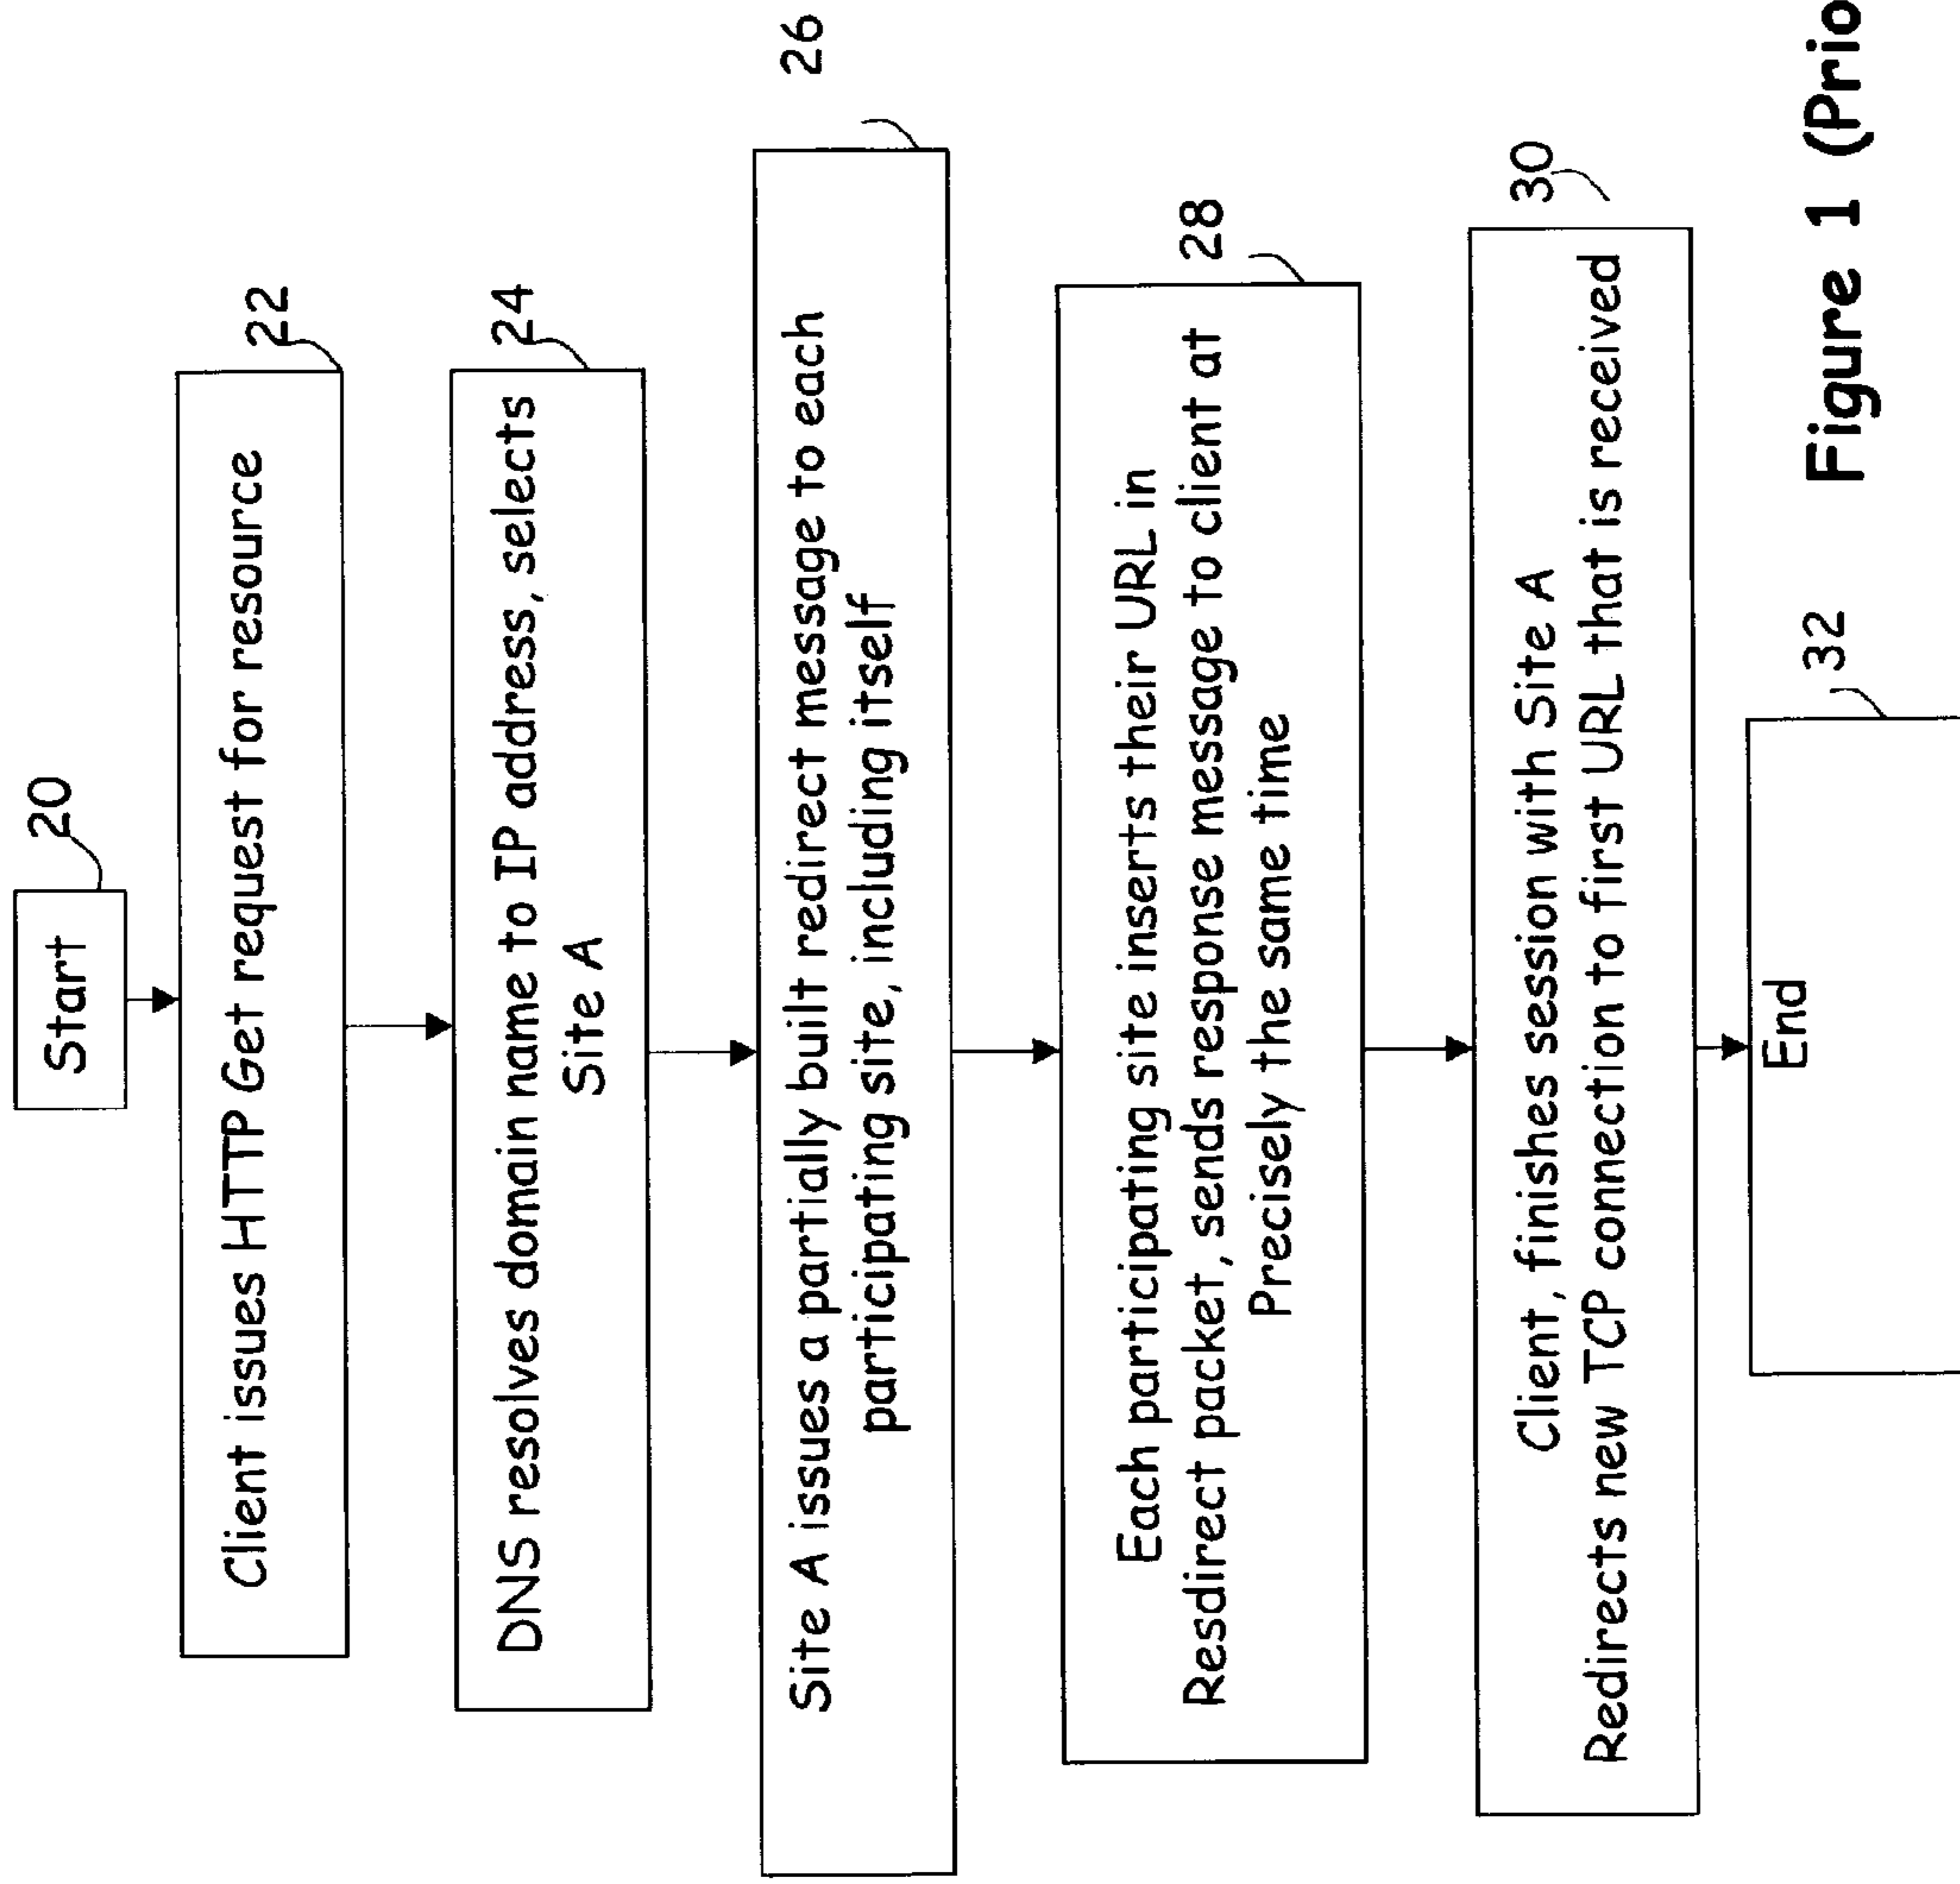 Start
20
Client issues HTTP Get request for resource
22
DNS resolves domain name to IP address, selects
Site A
24
Site A issues a partially built redirect message to each
participating site, including itself
26
Each participating site inserts their URL in
Resdirect packet, sends response message to client at
Precisely the same time
28
Client, finishes session with Site A
Redirects new TCP connection to first URL that is received
30
End
32
Figure 1 (Prio